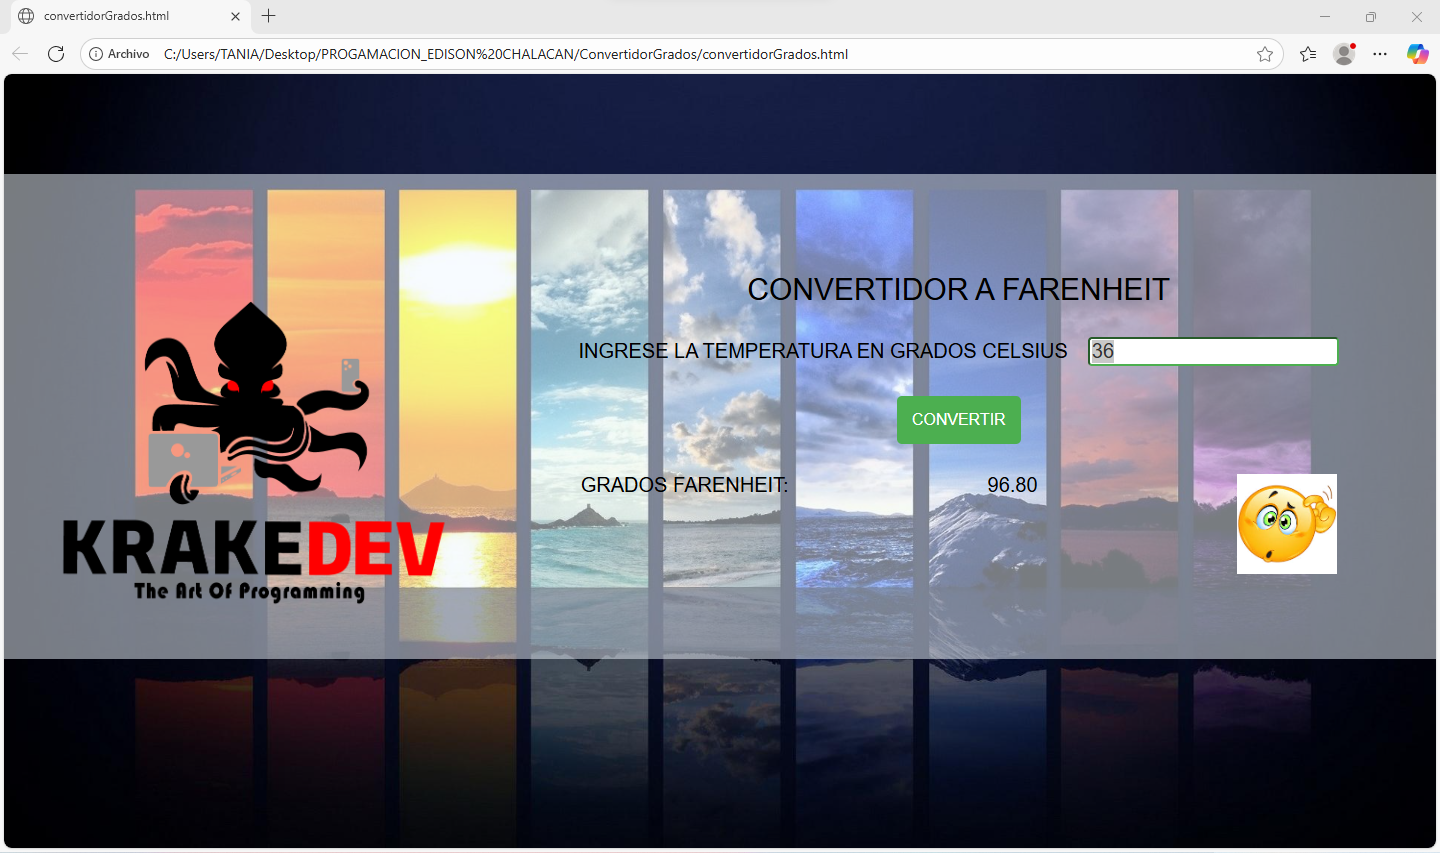 convertidorGrados.html
Archivo C:/Users/TANIA/Desktop/PROGAMACION_EDISON%20CHALACAN/ConvertidorGrados/convertidorGrados.html
CONVERTIDOR A FARENHEIT
INGRESE LA TEMPERATURA EN GRADOS CELSIUS 36
CONVERTIR
GRADOS FARENHEIT: 96.80
KRAKEDEV
The Art Of Programming